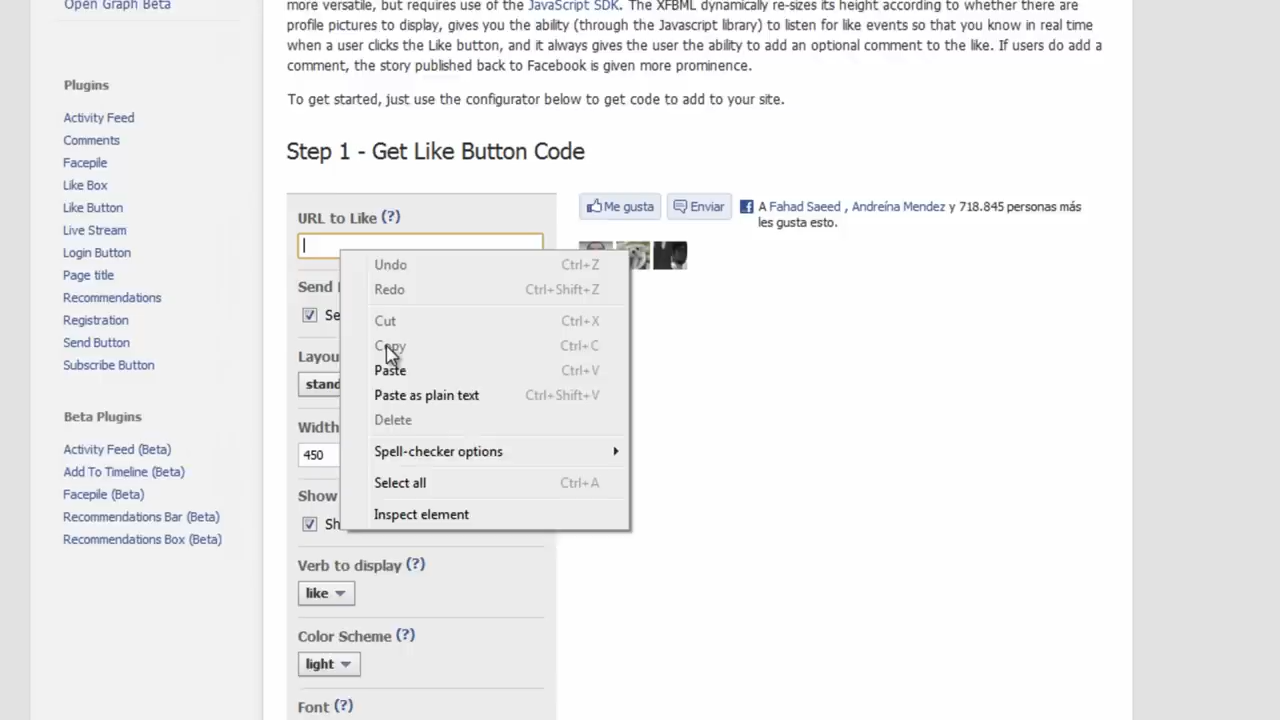 Open Graph Beta
Plugins
Activity Feed
Comments
Facepile
Like Box
Like Button
Live Stream
Login Button
Page title
Recommendations
Registration
Send Button
Subscribe Button
Beta Plugins
Activity Feed (Beta)
Add To Timeline (Beta)
Facepile (Beta)
Recommendations Bar (Beta)
Recommendations Box (Beta)
more versatile, but requires use of the JavaScript SDK. The XFBML dynamically re-sizes its height according to whether there are
profile pictures to display, gives you the ability (through the Javascript library) to listen for like events so that you know in real time
when a user clicks the Like button, and it always gives the user the ability to add an optional comment to the like. If users do add a
comment, the story published back to Facebook is given more prominence.
To get started, just use the configurator below to get code to add to your site.
Step 1 - Get Like Button Code
URL to Like (?)
Send
Se
Layou
stand
Width
450
Show
Sh
Verb to display (?)
like
Color Scheme (?)
light
Font (?)
Undo Ctrl+Z
Redo Ctrl+Shift+Z
Cut Ctrl+X
Copy Ctrl+C
Paste Ctrl+V
Paste as plain text Ctrl+Shift+V
Delete
Spell-checker options
Select all Ctrl+A
Inspect element
Me gusta
Enviar
A Fahad Saeed , Andreína Mendez y 718.845 personas más
les gusta esto.